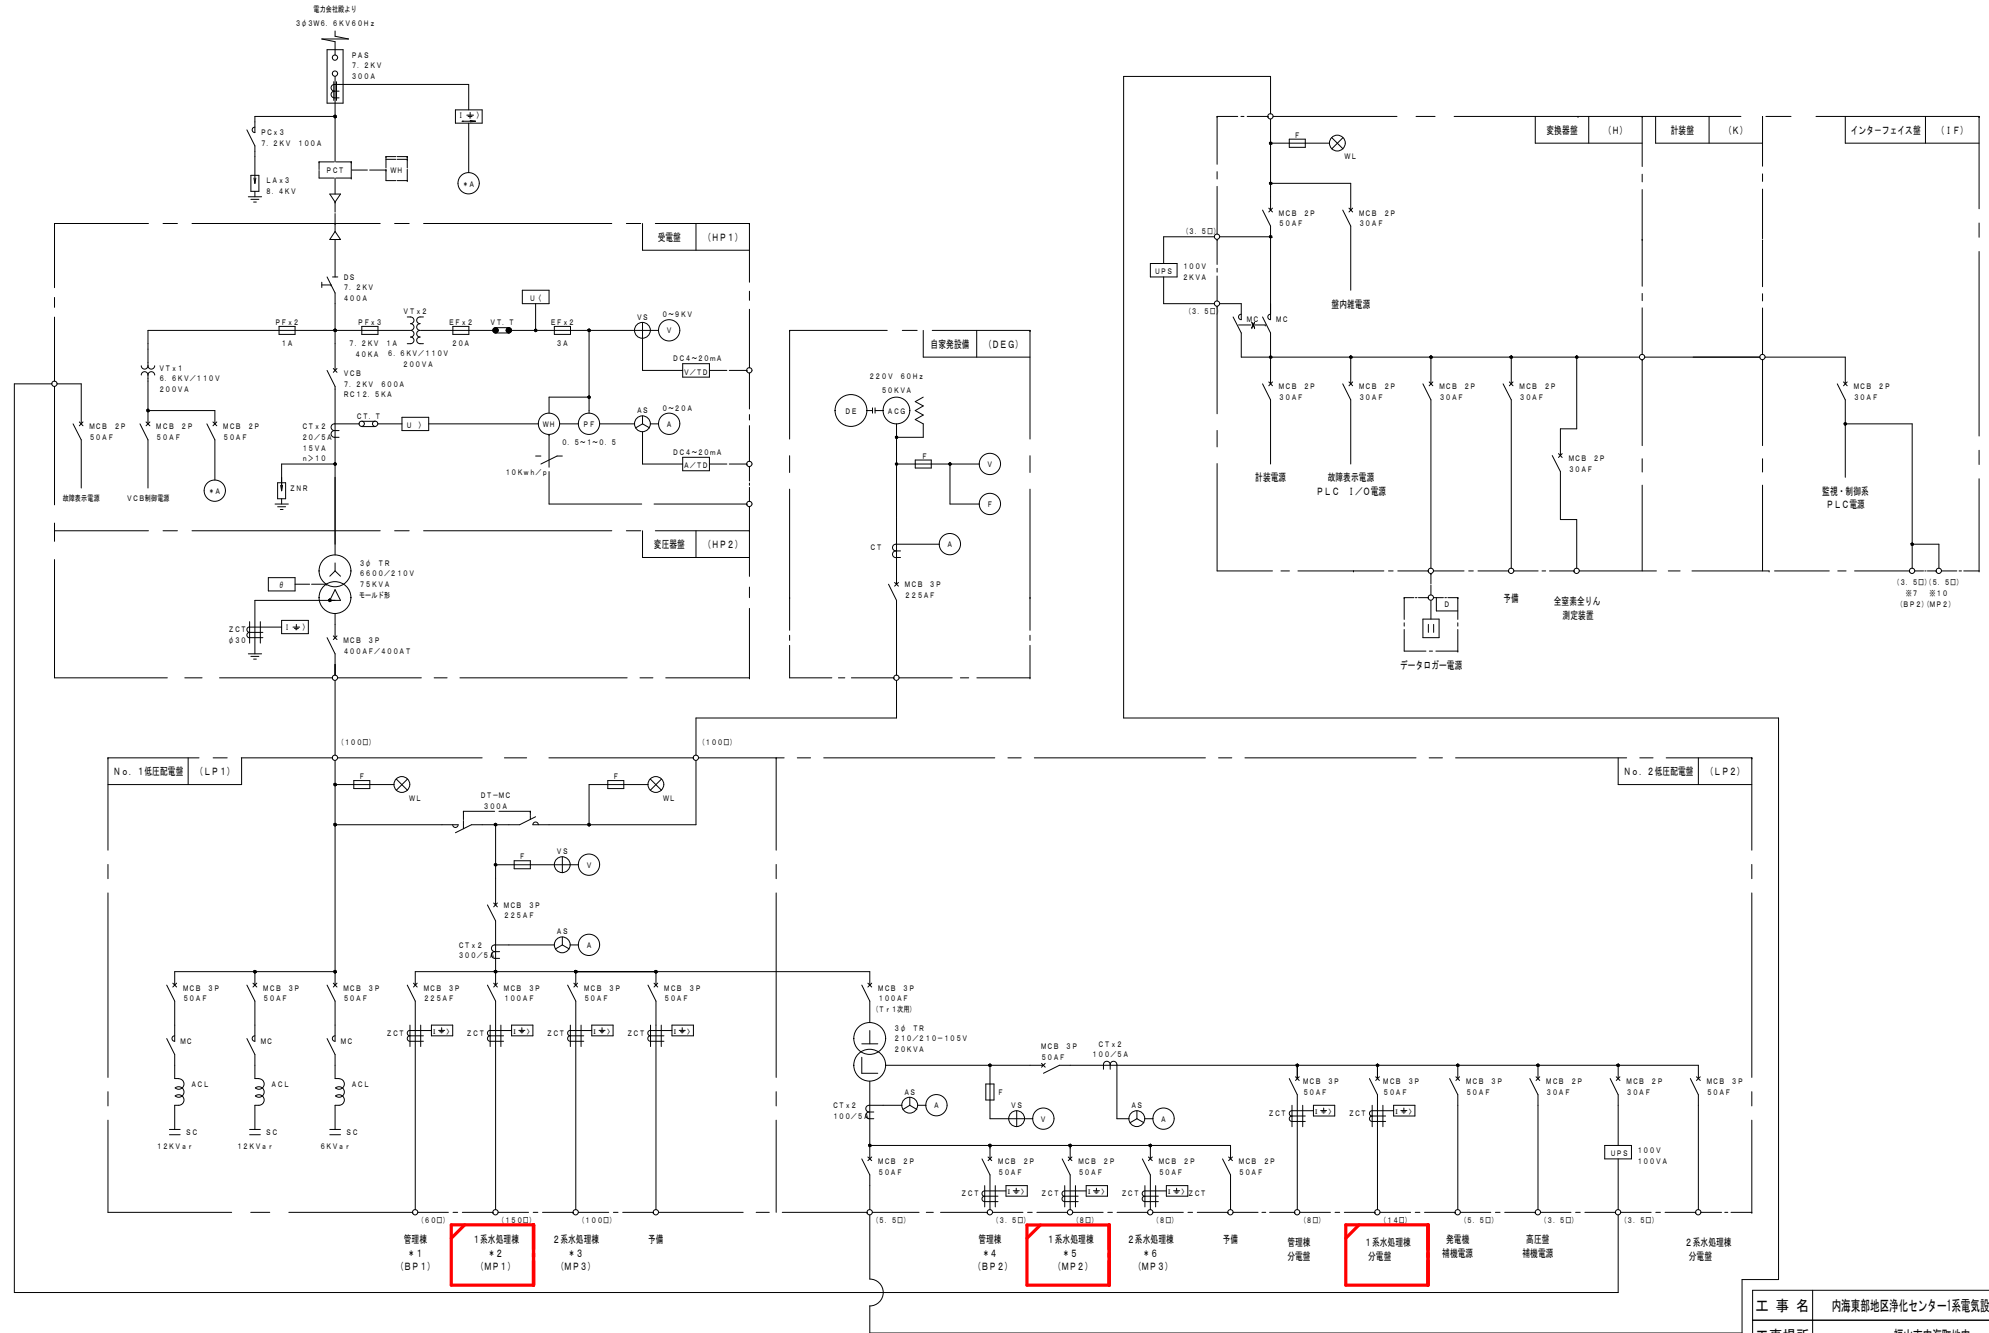 電力会社殿より
3φ3W6.6KV60Hz
PAS
7.2KV
300A
I
*A
PCx3
7.2KV 100A
LAx3
8.4KV
PCT
WH
受電盤 (HP1)
DS
7.2KV
400A
PFx2
1A
PFx3
7.2KV 1A
40KA
VTx2
6.6KV/110V
200VA
EFx2
20A
VT.T
U〈
EFx2
3A
VS
0~9KV
V
DC4~20mA
V/TD
VTx1
6.6KV/110V
200VA
VCB
7.2KV 600A
RC12.5KA
MCB 2P
50AF
MCB 2P
50AF
MCB 2P
50AF
故障表示電源
VCB制御電源
*A
CTx2
20/5A
15VA
n>10
CT.T
U〉
WH
PF
0.5~1~0.5
AS
0~20A
A
DC4~20mA
A/TD
10Kwh/p
ZNR
変圧器盤 (HP2)
3φ TR
6600/210V
75KVA
モールド形
θ
ZCT
φ30
I
MCB 3P
400AF/400AT
自家発設備 (DEG)
220V 60Hz
50KVA
DE
ACG
F
V
F
CT
A
MCB 3P
225AF
変換器盤 (H)
計装盤 (K)
インターフェイス盤 (IF)
F
WL
MCB 2P
50AF
MCB 2P
30AF
(3.5□)
UPS
100V
2KVA
(3.5□)
盤内雑電源
MC
MC
MCB 2P
30AF
MCB 2P
30AF
MCB 2P
30AF
MCB 2P
30AF
MCB 2P
30AF
MCB 2P
30AF
計装電源
故障表示電源
PLC I/O電源
監視・制御系
PLC電源
D
データロガー電源
予備
全窒素全りん
測定装置
(3.5□)(5.5□)
※7 ※10
(BP2)(MP2)
(100□)
(100□)
No.1低圧配電盤 (LP1)
No.2低圧配電盤 (LP2)
F
WL
DT-MC
300A
F
WL
F
VS
V
MCB 3P
225AF
CTx2
300/5A
AS
A
MCB 3P
50AF
MCB 3P
50AF
MCB 3P
50AF
MCB 3P
225AF
MCB 3P
100AF
MCB 3P
50AF
MCB 3P
50AF
MCB 3P
100AF
(Tr1次用)
ZCT
I
ZCT
I
ZCT
I
ZCT
I
MC
MC
MC
ACL
ACL
ACL
SC
12KVar
SC
12KVar
SC
6KVar
3φ TR
210/210-105V
20KVA
MCB 3P
50AF
CTx2
100/5A
CTx2
100/5A
AS
A
F
VS
V
AS
A
MCB 3P
50AF
MCB 3P
50AF
MCB 3P
50AF
MCB 2P
30AF
MCB 2P
30AF
MCB 3P
50AF
ZCT
I
ZCT
I
UPS
100V
100VA
MCB 2P
50AF
MCB 2P
50AF
MCB 2P
50AF
MCB 2P
50AF
MCB 2P
50AF
ZCT
I
ZCT
I
ZCT
I
ZCT
(60□)
(150□)
(100□)
(5.5□)
(3.5□)
(8□)
(8□)
(8□)
(14□)
(5.5□)
(3.5□)
(3.5□)
管理棟
*1
(BP1)
1系水処理棟
*2
(MP1)
2系水処理棟
*3
(MP3)
予備
管理棟
*4
(BP2)
1系水処理棟
*5
(MP2)
2系水処理棟
*6
(MP3)
予備
管理棟
分電盤
1系水処理棟
分電盤
発電機
補機電源
高圧盤
補機電源
2系水処理棟
分電盤
工事名 内海東部地区浄化センター1系電気設